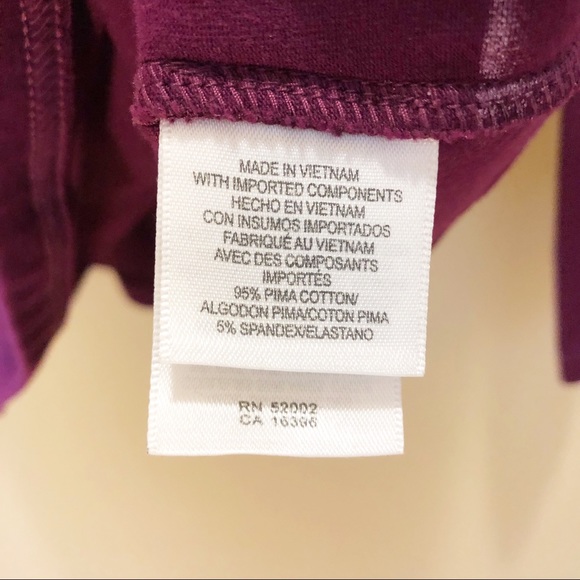 MADE IN VIETNAM
WITH IMPORTED COMPONENTS
HECHO EN VIETNAM
CON INSUMOS IMPORTADOS
FABRIQUÉ AU VIETNAM
AVEC DES COMPOSANTS
IMPORTÉS
95% PIMA COTTON/
ALGODON PIMA/COTON PIMA
5% SPANDEX/ELASTANO
RN 52002
CA 16396